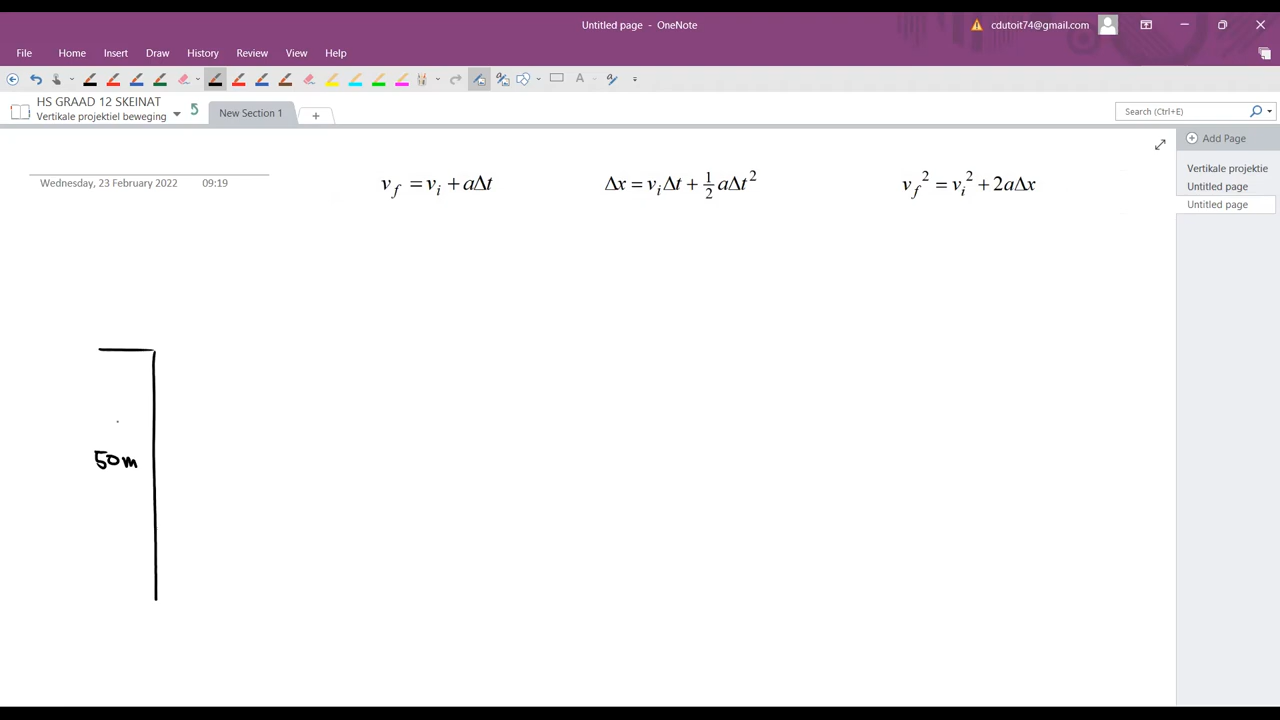 Untitled page - OneNote
cdutoit74@gmail.com
File Home Insert Draw History Review View Help
HS GRAAD 12 SKEINAT
Vertikale projektiel beweging
New Section 1
Search (Ctrl+E)
Add Page
Vertikale projektie
Untitled page
Untitled page
Wednesday, 23 February 2022 09:19
v_f = v_i + aΔt
Δx = v_iΔt + ½aΔt²
v_f² = v_i² + 2aΔx
50m